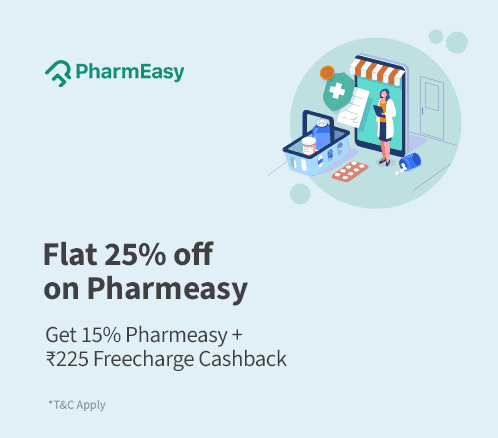 PharmEasy
Flat 25% off
on Pharmeasy
Get 15% Pharmeasy +
₹225 Freecharge Cashback
*T&C Apply